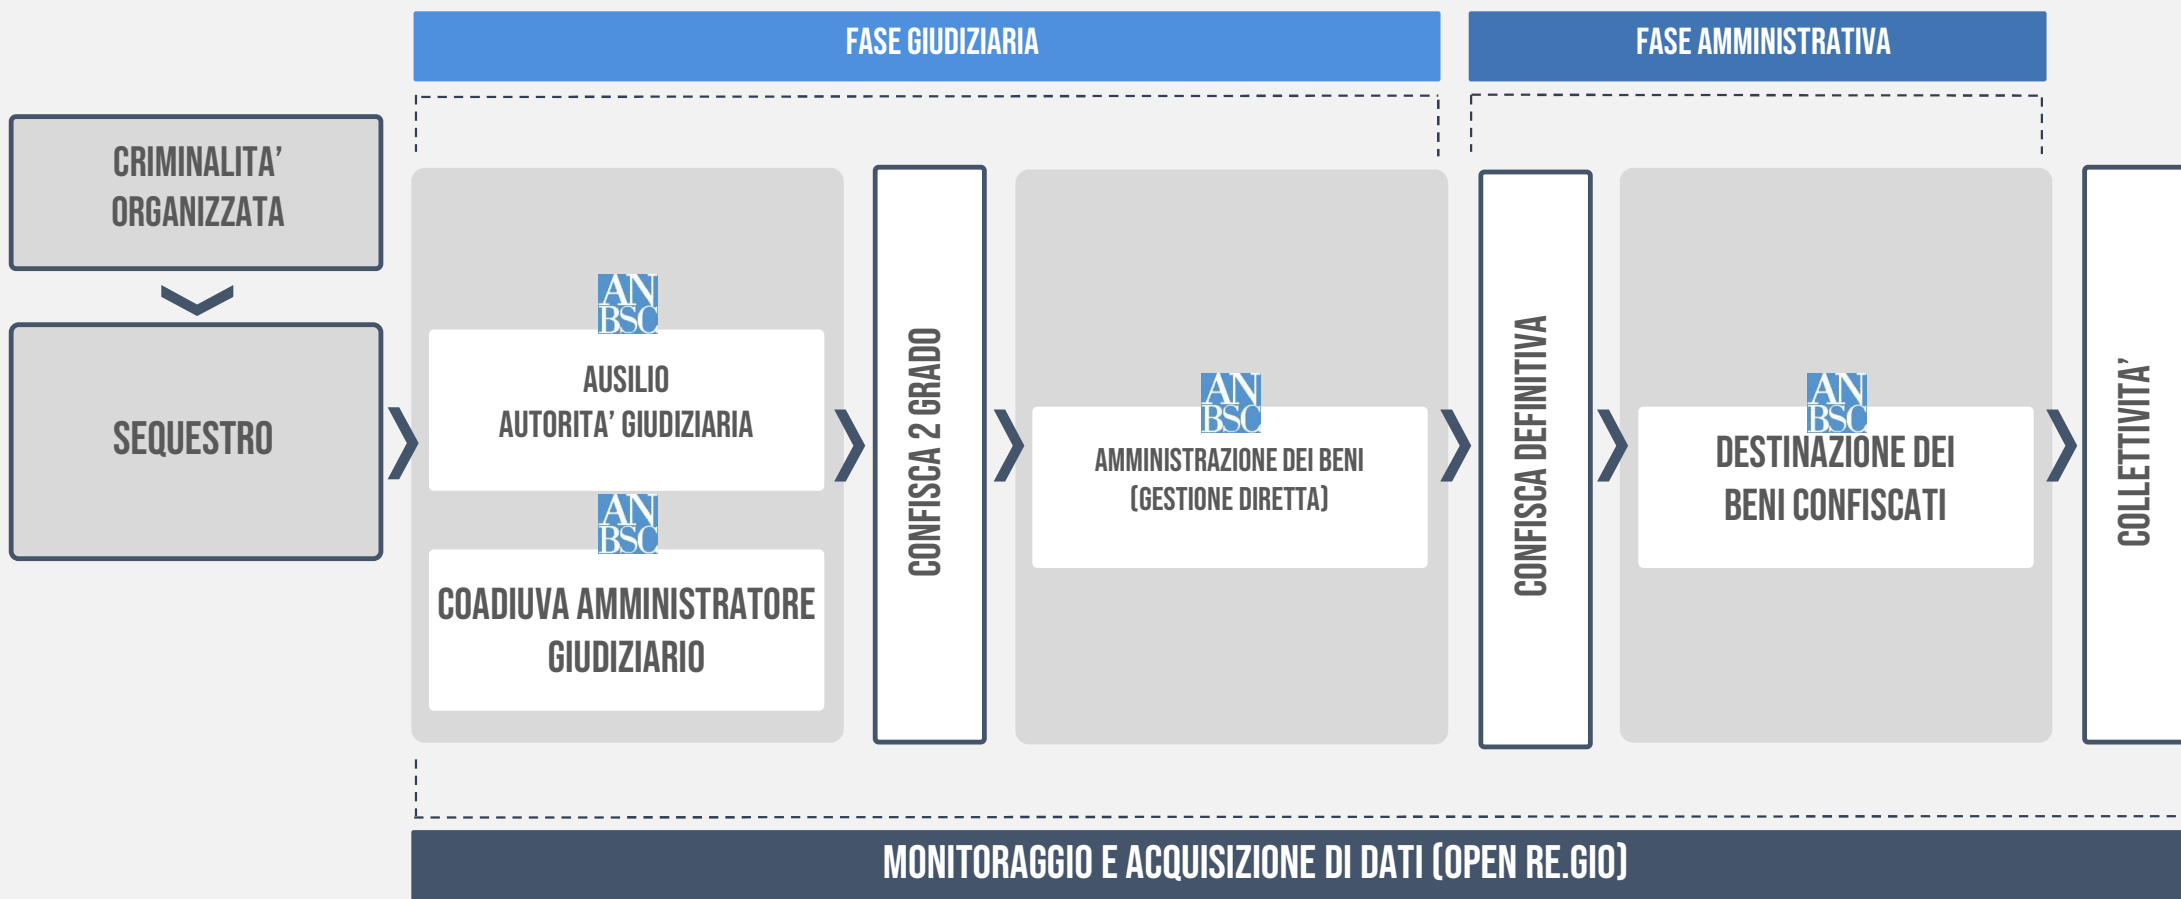 FASE GIUDIZIARIA
FASE AMMINISTRATIVA
CRIMINALITA'
ORGANIZZATA
SEQUESTRO
AN
BSC
AUSILIO
AUTORITA' GIUDIZIARIA
AN
BSC
COADIUVA AMMINISTRATORE
GIUDIZIARIO
CONFISCA 2 GRADO
AN
BSC
AMMINISTRAZIONE DEI BENI
(GESTIONE DIRETTA)
CONFISCA DEFINITIVA
AN
BSC
DESTINAZIONE DEI
BENI CONFISCATI
COLLETTIVITA'
MONITORAGGIO E ACQUISIZIONE DI DATI (OPEN RE.GIO)